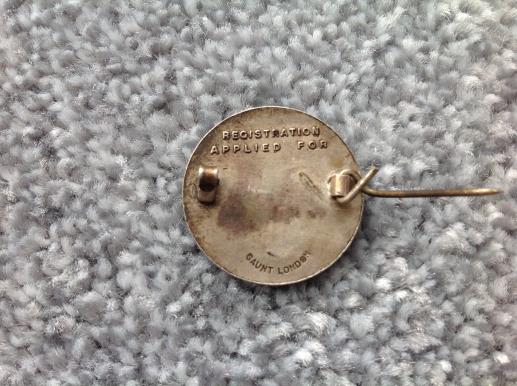 REGISTRATION
APPLIED FOR
GAUNT LONDON